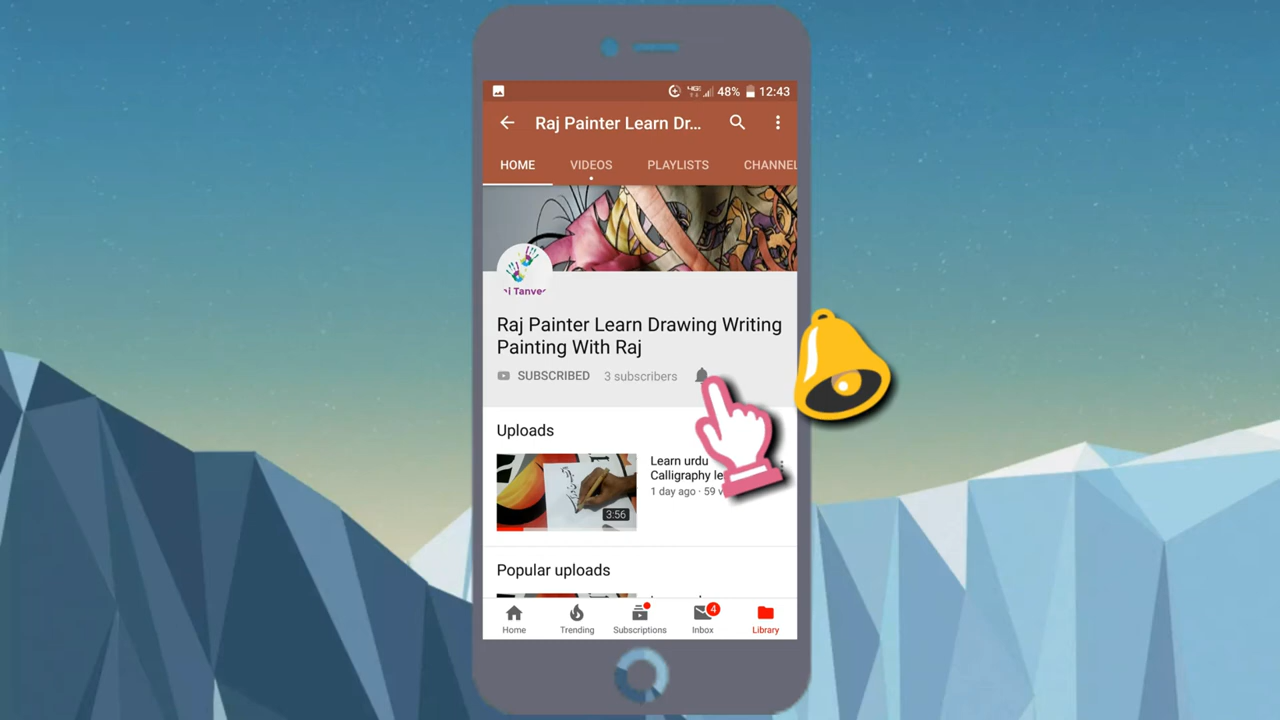 48% 12:43
Raj Painter Learn Dr...
HOME VIDEOS PLAYLISTS CHANNEL
Raj Painter Learn Drawing Writing
Painting With Raj
SUBSCRIBED 3 subscribers
Uploads
Learn urdu
Calligraphy le
1 day ago · 59 v
3:56
Popular uploads
Home Trending Subscriptions Inbox Library
4